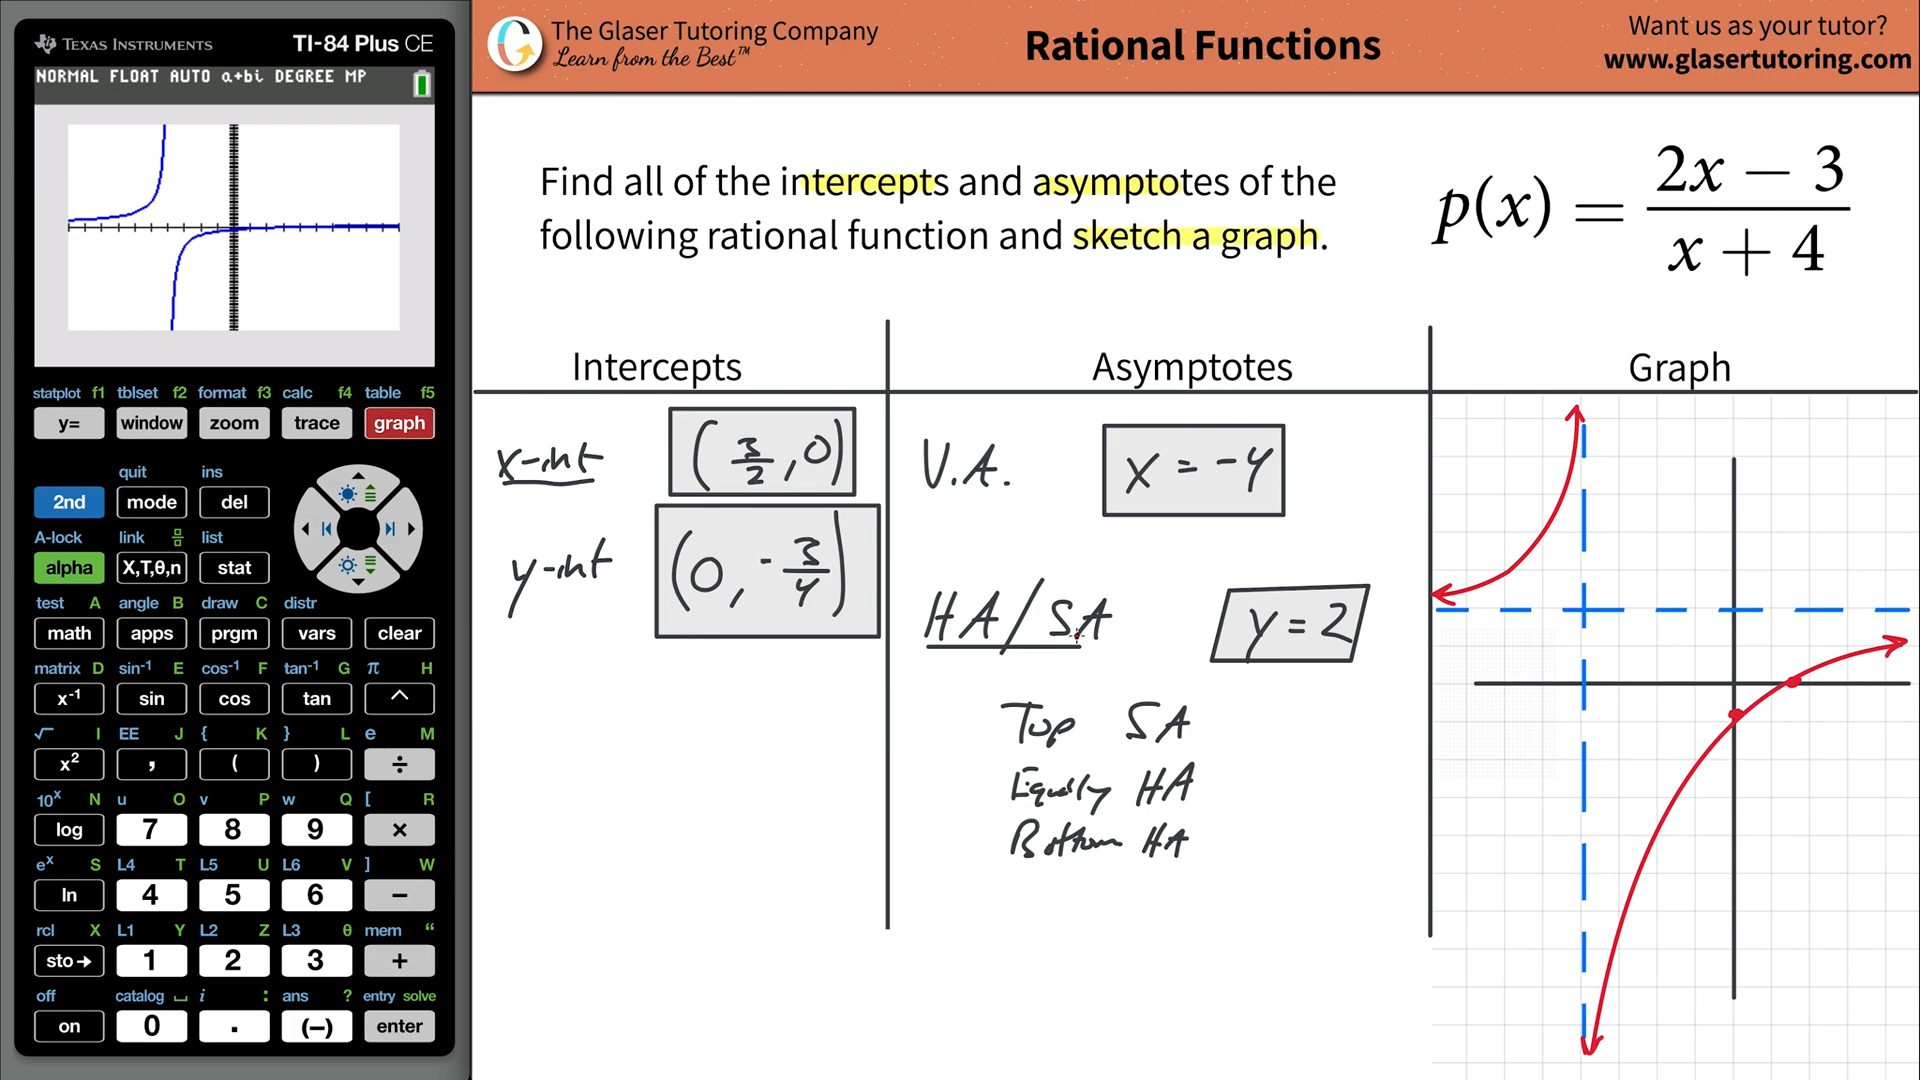 TEXAS INSTRUMENTS TI-84 Plus CE
NORMAL FLOAT AUTO a+bi DEGREE MP
statplot f1 tblset f2 format f3 calc f4 table f5
y= window zoom trace graph
quit ins
2nd mode del
A-lock link list
alpha X,T,θ,n stat
test A angle B draw C distr
math apps prgm vars clear
matrix D sin⁻¹ E cos⁻¹ F tan⁻¹ G π H
x⁻¹ sin cos tan ^
√ I EE J { K } L e M
x² , ( ) ÷
10ˣ N u O v P w Q [ R
log 7 8 9 ×
eˣ S L4 T L5 U L6 V ] W
ln 4 5 6 −
rcl X L1 Y L2 Z L3 θ mem “
sto→ 1 2 3 +
off catalog ⎵ i : ans ? entry solve
on 0 . (−) enter
The Glaser Tutoring Company
Learn from the Best™
Rational Functions
Want us as your tutor?
www.glasertutoring.com
Find all of the intercepts and asymptotes of the
following rational function and sketch a graph.
p(x) = (2x − 3)/(x + 4)
Intercepts Asymptotes Graph
x-int (3/2, 0)
y-int (0, -3/4)
V.A. x = -4
HA/SA y = 2
Top SA
Equally HA
Bottom HA